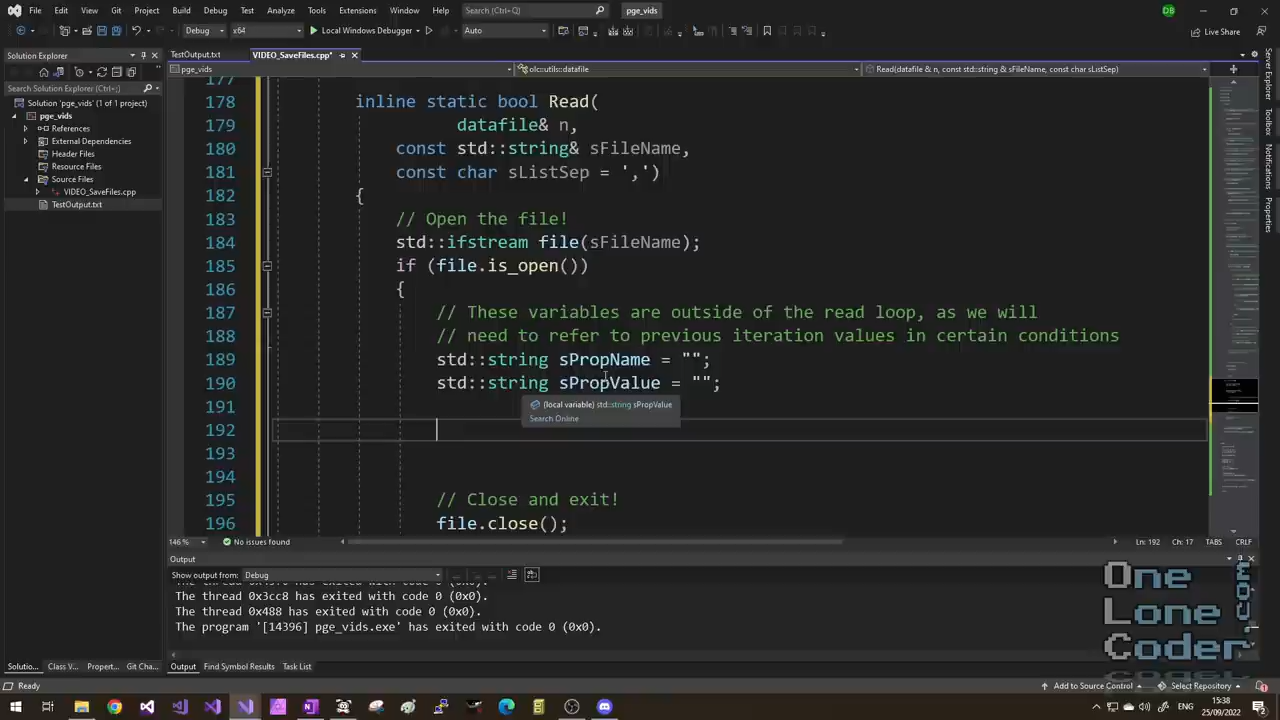 File Edit View Git Project Build Debug Test Analyze Tools Extensions Window Help Search (Ctrl+Q) pge_vids DB
Debug x64 Local Windows Debugger Auto Live Share
Solution Explorer
Search Solution Explorer (Ctrl+;)
Solution 'pge_vids' (1 of 1 project)
pge_vids
References
External Dependencies
Header Files
Resource Files
Source Files
VIDEO_SaveFiles.cpp
TestOutput.txt
Soluti... Class V... Propert... Git Cha...
TestOutput.txt VIDEO_SaveFiles.cpp
pge_vids olc::utils::datafile Read(datafile & n, const std::string & sFileName, const char sListSep)
177
178 inline static bool Read(
179 datafile& n,
180 const std::string& sFileName,
181 const char sListSep = ',')
182 {
183 // Open the file!
184 std::ifstream file(sFileName);
185 if (file.is_open())
186 {
187 // These variables are outside of the read loop, as we will
188 // need to refer to previous iteration values in certain conditions
189 std::string sPropName = "";
190 std::string sPropValue = "";
191
(local variable) std::string sPropValue
Search Online
192
193
194
195 // Close and exit!
196 file.close();
146 % No issues found Ln: 192 Ch: 17 TABS CRLF
Output
Show output from: Debug
The thread 0x3cc8 has exited with code 0 (0x0).
The thread 0x488 has exited with code 0 (0x0).
The program '[14396] pge_vids.exe' has exited with code 0 (0x0).
Output Find Symbol Results Task List
Server Explorer
Toolbox
Notifications
Properties
One
Lone
Coder
Ready Add to Source Control Select Repository
15:38
25/09/2022